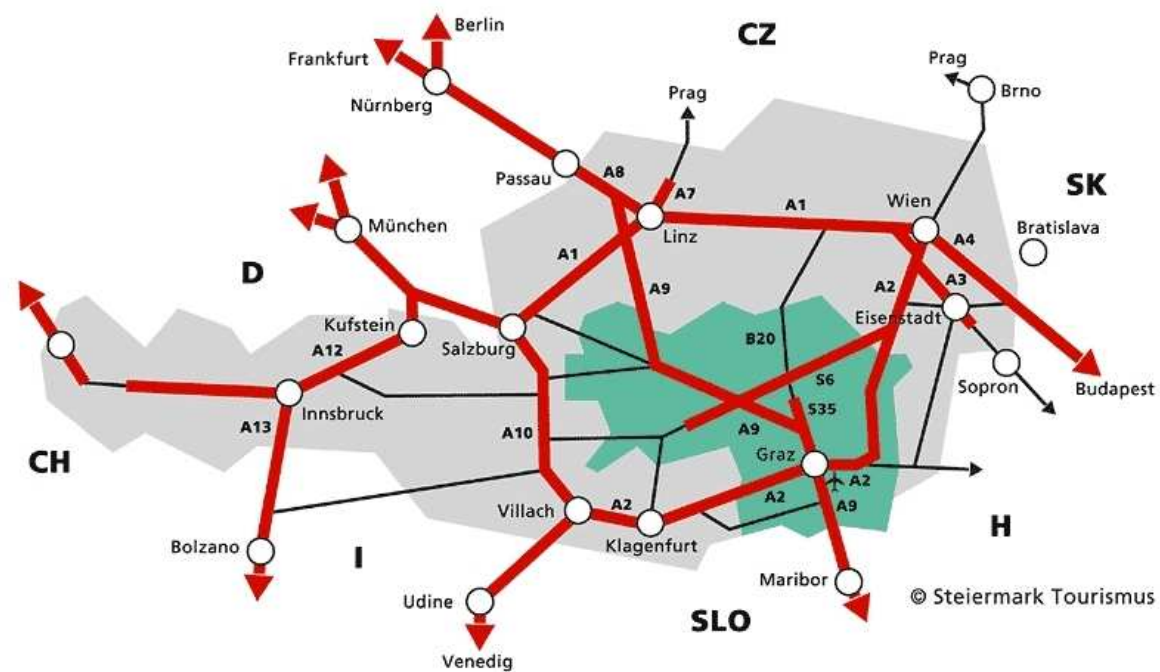 Berlin
CZ
Frankfurt
Prag
Brno
Nürnberg
Prag
SK
Passau
A8
A7
Wien
A1
Linz
A4
Bratislava
München
D
A1
A9
A2
A3
Kufstein
Salzburg
Eisenstadt
A12
B20
S6
Sopron
Budapest
Innsbruck
S35
A13
A10
A9
CH
Graz
A2
Villach
A2
A2
A9
H
Bolzano
I
Klagenfurt
Maribor
© Steiermark Tourismus
Udine
SLO
Venedig